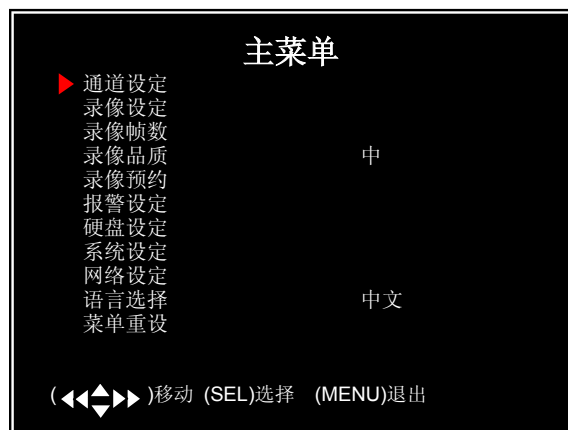 主菜单
通道设定
录像设定
录像帧数
录像品质 中
录像预约
报警设定
硬盘设定
系统设定
网络设定
语言选择 中文
菜单重设
( ◀◀▲▼▶▶ )移动 (SEL)选择 (MENU)退出